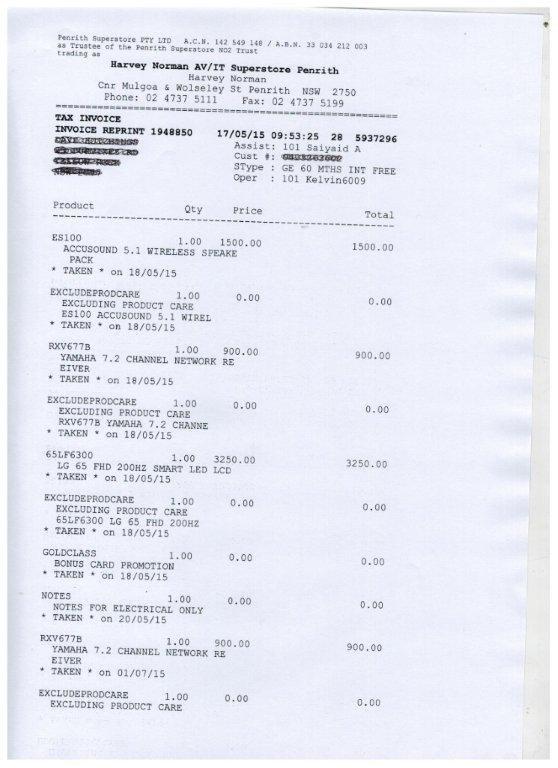 Penrith Superstore PTY LTD A.C.N. 142 549 148 / A.B.N. 33 034 212 003
as Trustee of the Penrith Superstore NO2 Trust
trading as
Harvey Norman AV/IT Superstore Penrith
Harvey Norman
Cnr Mulgoa & Wolseley St Penrith NSW 2750
Phone: 02 4737 5111 Fax: 02 4737 5199
TAX INVOICE
INVOICE REPRINT 1948850 17/05/15 09:53:25 28 5937296
Assist: 101 Saiyaid A
Cust #:
SType : GE 60 MTHS INT FREE
Oper : 101 Kelvin6009
Product Qty Price Total
ES100 1.00 1500.00 1500.00
ACCUSOUND 5.1 WIRELESS SPEAKE
PACK
* TAKEN * on 18/05/15
EXCLUDEPRODCARE 1.00 0.00 0.00
EXCLUDING PRODUCT CARE
ES100 ACCUSOUND 5.1 WIREL
* TAKEN * on 18/05/15
RXV677B 1.00 900.00 900.00
YAMAHA 7.2 CHANNEL NETWORK RE
EIVER
* TAKEN * on 18/05/15
EXCLUDEPRODCARE 1.00 0.00 0.00
EXCLUDING PRODUCT CARE
RXV677B YAMAHA 7.2 CHANNE
* TAKEN * on 18/05/15
65LF6300 1.00 3250.00 3250.00
LG 65 FHD 200HZ SMART LED LCD
* TAKEN * on 18/05/15
EXCLUDEPRODCARE 1.00 0.00 0.00
EXCLUDING PRODUCT CARE
65LF6300 LG 65 FHD 200HZ
* TAKEN * on 18/05/15
GOLDCLASS 1.00 0.00 0.00
BONUS CARD PROMOTION
* TAKEN * on 18/05/15
NOTES 1.00 0.00 0.00
NOTES FOR ELECTRICAL ONLY
* TAKEN * on 20/05/15
RXV677B 1.00 900.00 900.00
YAMAHA 7.2 CHANNEL NETWORK RE
EIVER
* TAKEN * on 01/07/15
EXCLUDEPRODCARE 1.00 0.00 0.00
EXCLUDING PRODUCT CARE